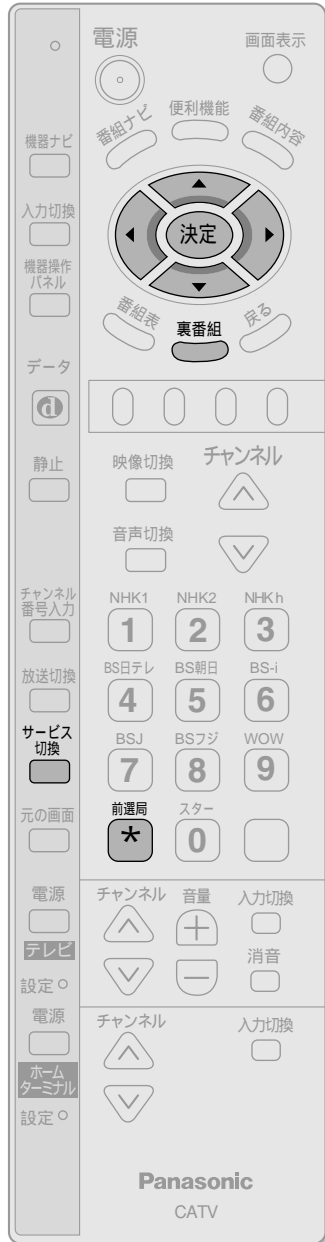 電源
画面表示
機器ナビ
番組ナビ
便利機能
番組内容
入力切換
決定
機器操作
パネル
番組表
裏番組
戻る
データ
d
静止
映像切換
チャンネル
音声切換
チャンネル
番号入力
NHK1
NHK2
NHKh
1
2
3
放送切換
BS日テレ
BS朝日
BS-i
4
5
6
サービス
切換
BSJ
BSフジ
WOW
7
8
9
元の画面
前選局
スター
*
0
電源
チャンネル
音量
入力切換
+
テレビ
消音
−
設定
電源
チャンネル
入力切換
ホーム
ターミナル
設定
Panasonic
CATV